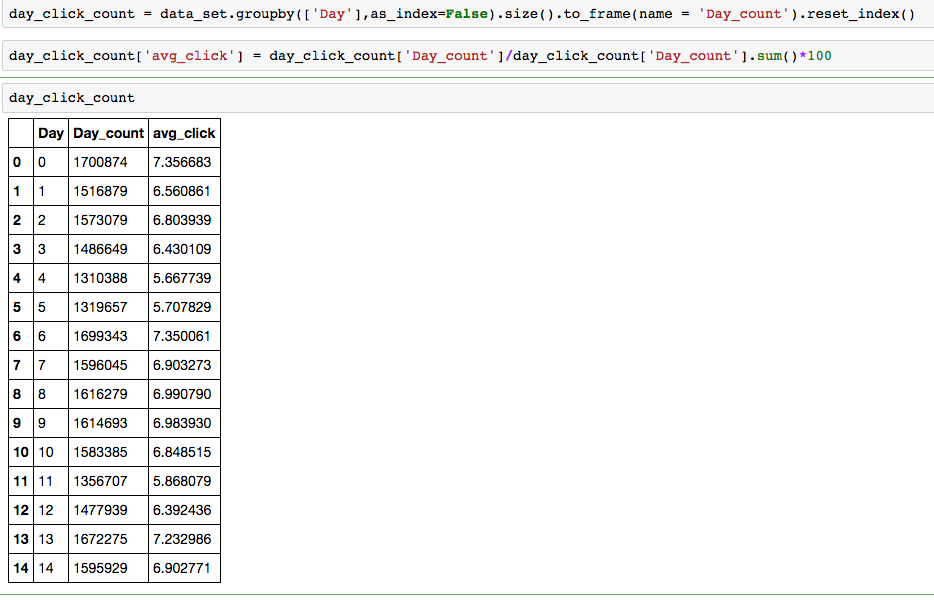 day_click_count = data_set.groupby(['Day'],as_index=False).size().to_frame(name = 'Day_count').reset_index()
day_click_count['avg_click'] = day_click_count['Day_count']/day_click_count['Day_count'].sum()*100
day_click_count
Day Day_count avg_click
0 0 1700874 7.356683
1 1 1516879 6.560861
2 2 1573079 6.803939
3 3 1486649 6.430109
4 4 1310388 5.667739
5 5 1319657 5.707829
6 6 1699343 7.350061
7 7 1596045 6.903273
8 8 1616279 6.990790
9 9 1614693 6.983930
10 10 1583385 6.848515
11 11 1356707 5.868079
12 12 1477939 6.392436
13 13 1672275 7.232986
14 14 1595929 6.902771